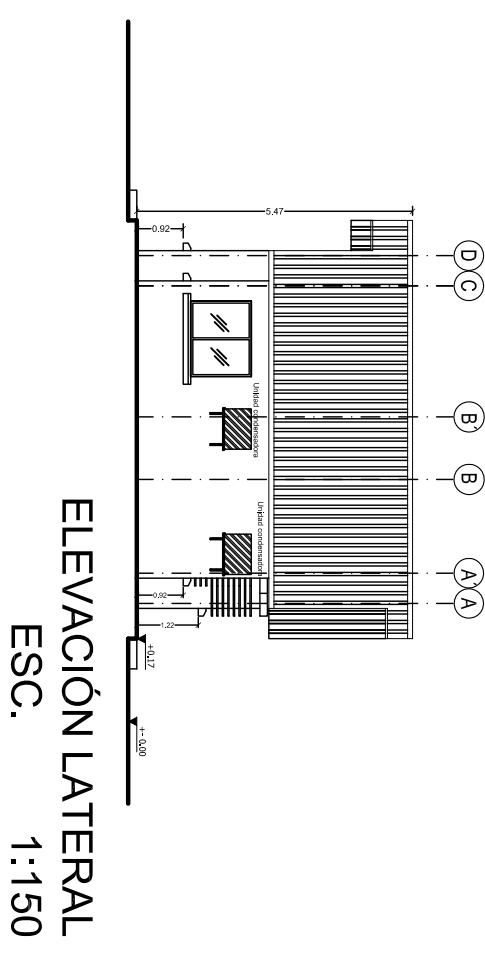 D
C
B'
B
A'
A
5.47
0.92
Unidad condensadora
Unidad condensadora
0.92
1.22
+0.17
+- 0.00
ELEVACIÓN LATERAL
ESC. 1:150